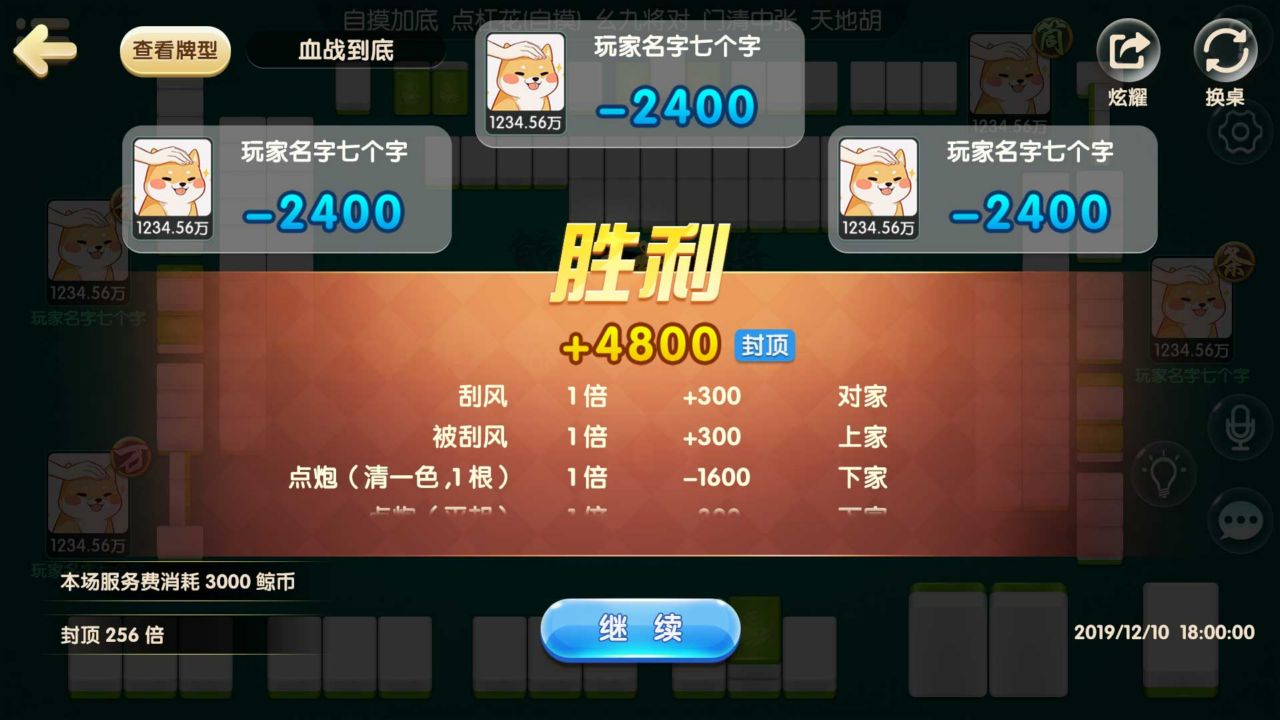 自摸加底 点杠花(自摸) 幺九将对 门清中张 天地胡
查看牌型
血战到底
玩家名字七个字
1234.56万
-2400
筒
1234.56万
炫耀
换桌
玩家名字七个字
1234.56万
-2400
玩家名字七个字
1234.56万
-2400
胜利
1234.56万
玩家名字七个字
条
1234.56万
玩家名字七个字
+4800 封顶
刮风 1倍 +300 对家
被刮风 1倍 +300 上家
点炮（清一色,1根） 1倍 -1600 下家
万
1234.56万
本场服务费消耗 3000 鲸币
封顶 256 倍
继 续
2019/12/10 18:00:00